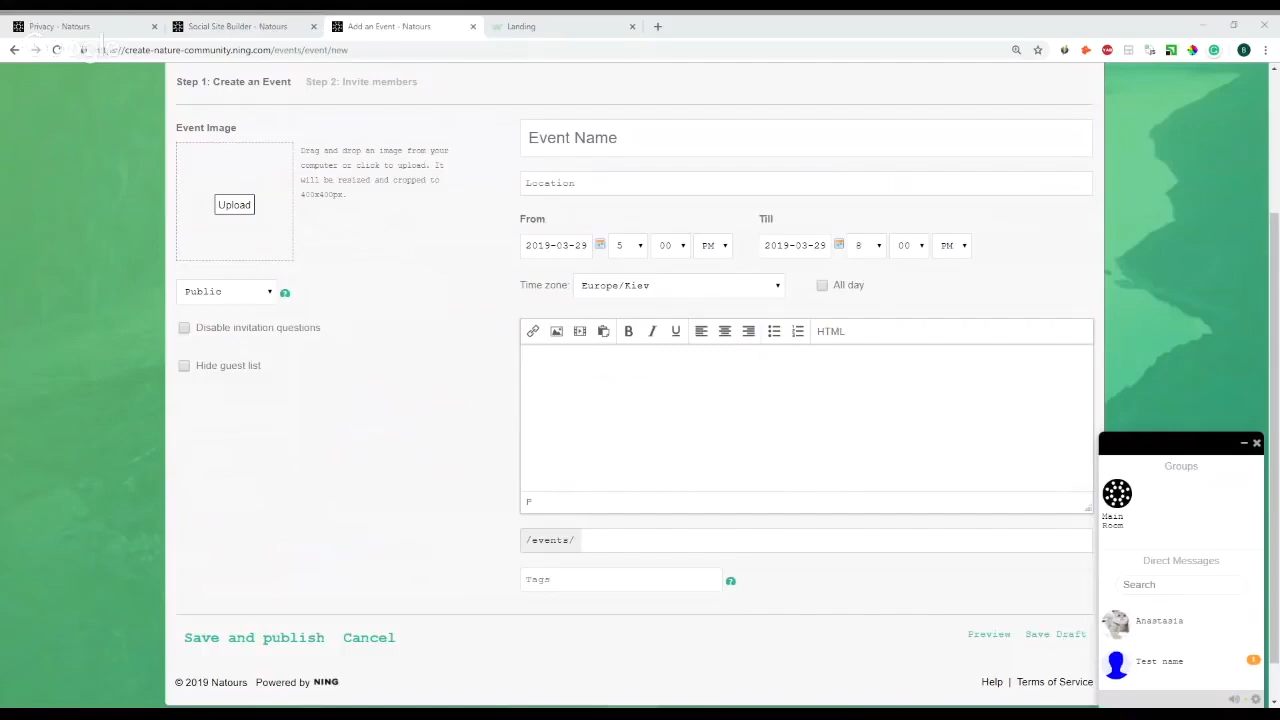 Privacy - Natours
Social Site Builder - Natours
Add an Event - Natours
Landing
//create-nature-community.ning.com/events/event/new
Step 1: Create an Event
Step 2: Invite members
Event Image
Drag and drop an image from your
computer or click to upload. It
will be resized and cropped to
400x400px.
Upload
Public
Disable invitation questions
Hide guest list
Event Name
Location
From
Till
2019-03-29 5 00 PM
2019-03-29 8 00 PM
Time zone: Europe/Kiev
All day
B I U HTML
P
/events/
Tags
Save and publish Cancel
Preview Save Draft
© 2019 Natours Powered by NING
Help | Terms of Service
Groups
Main
Room
Direct Messages
Search
Anastasia
Test name